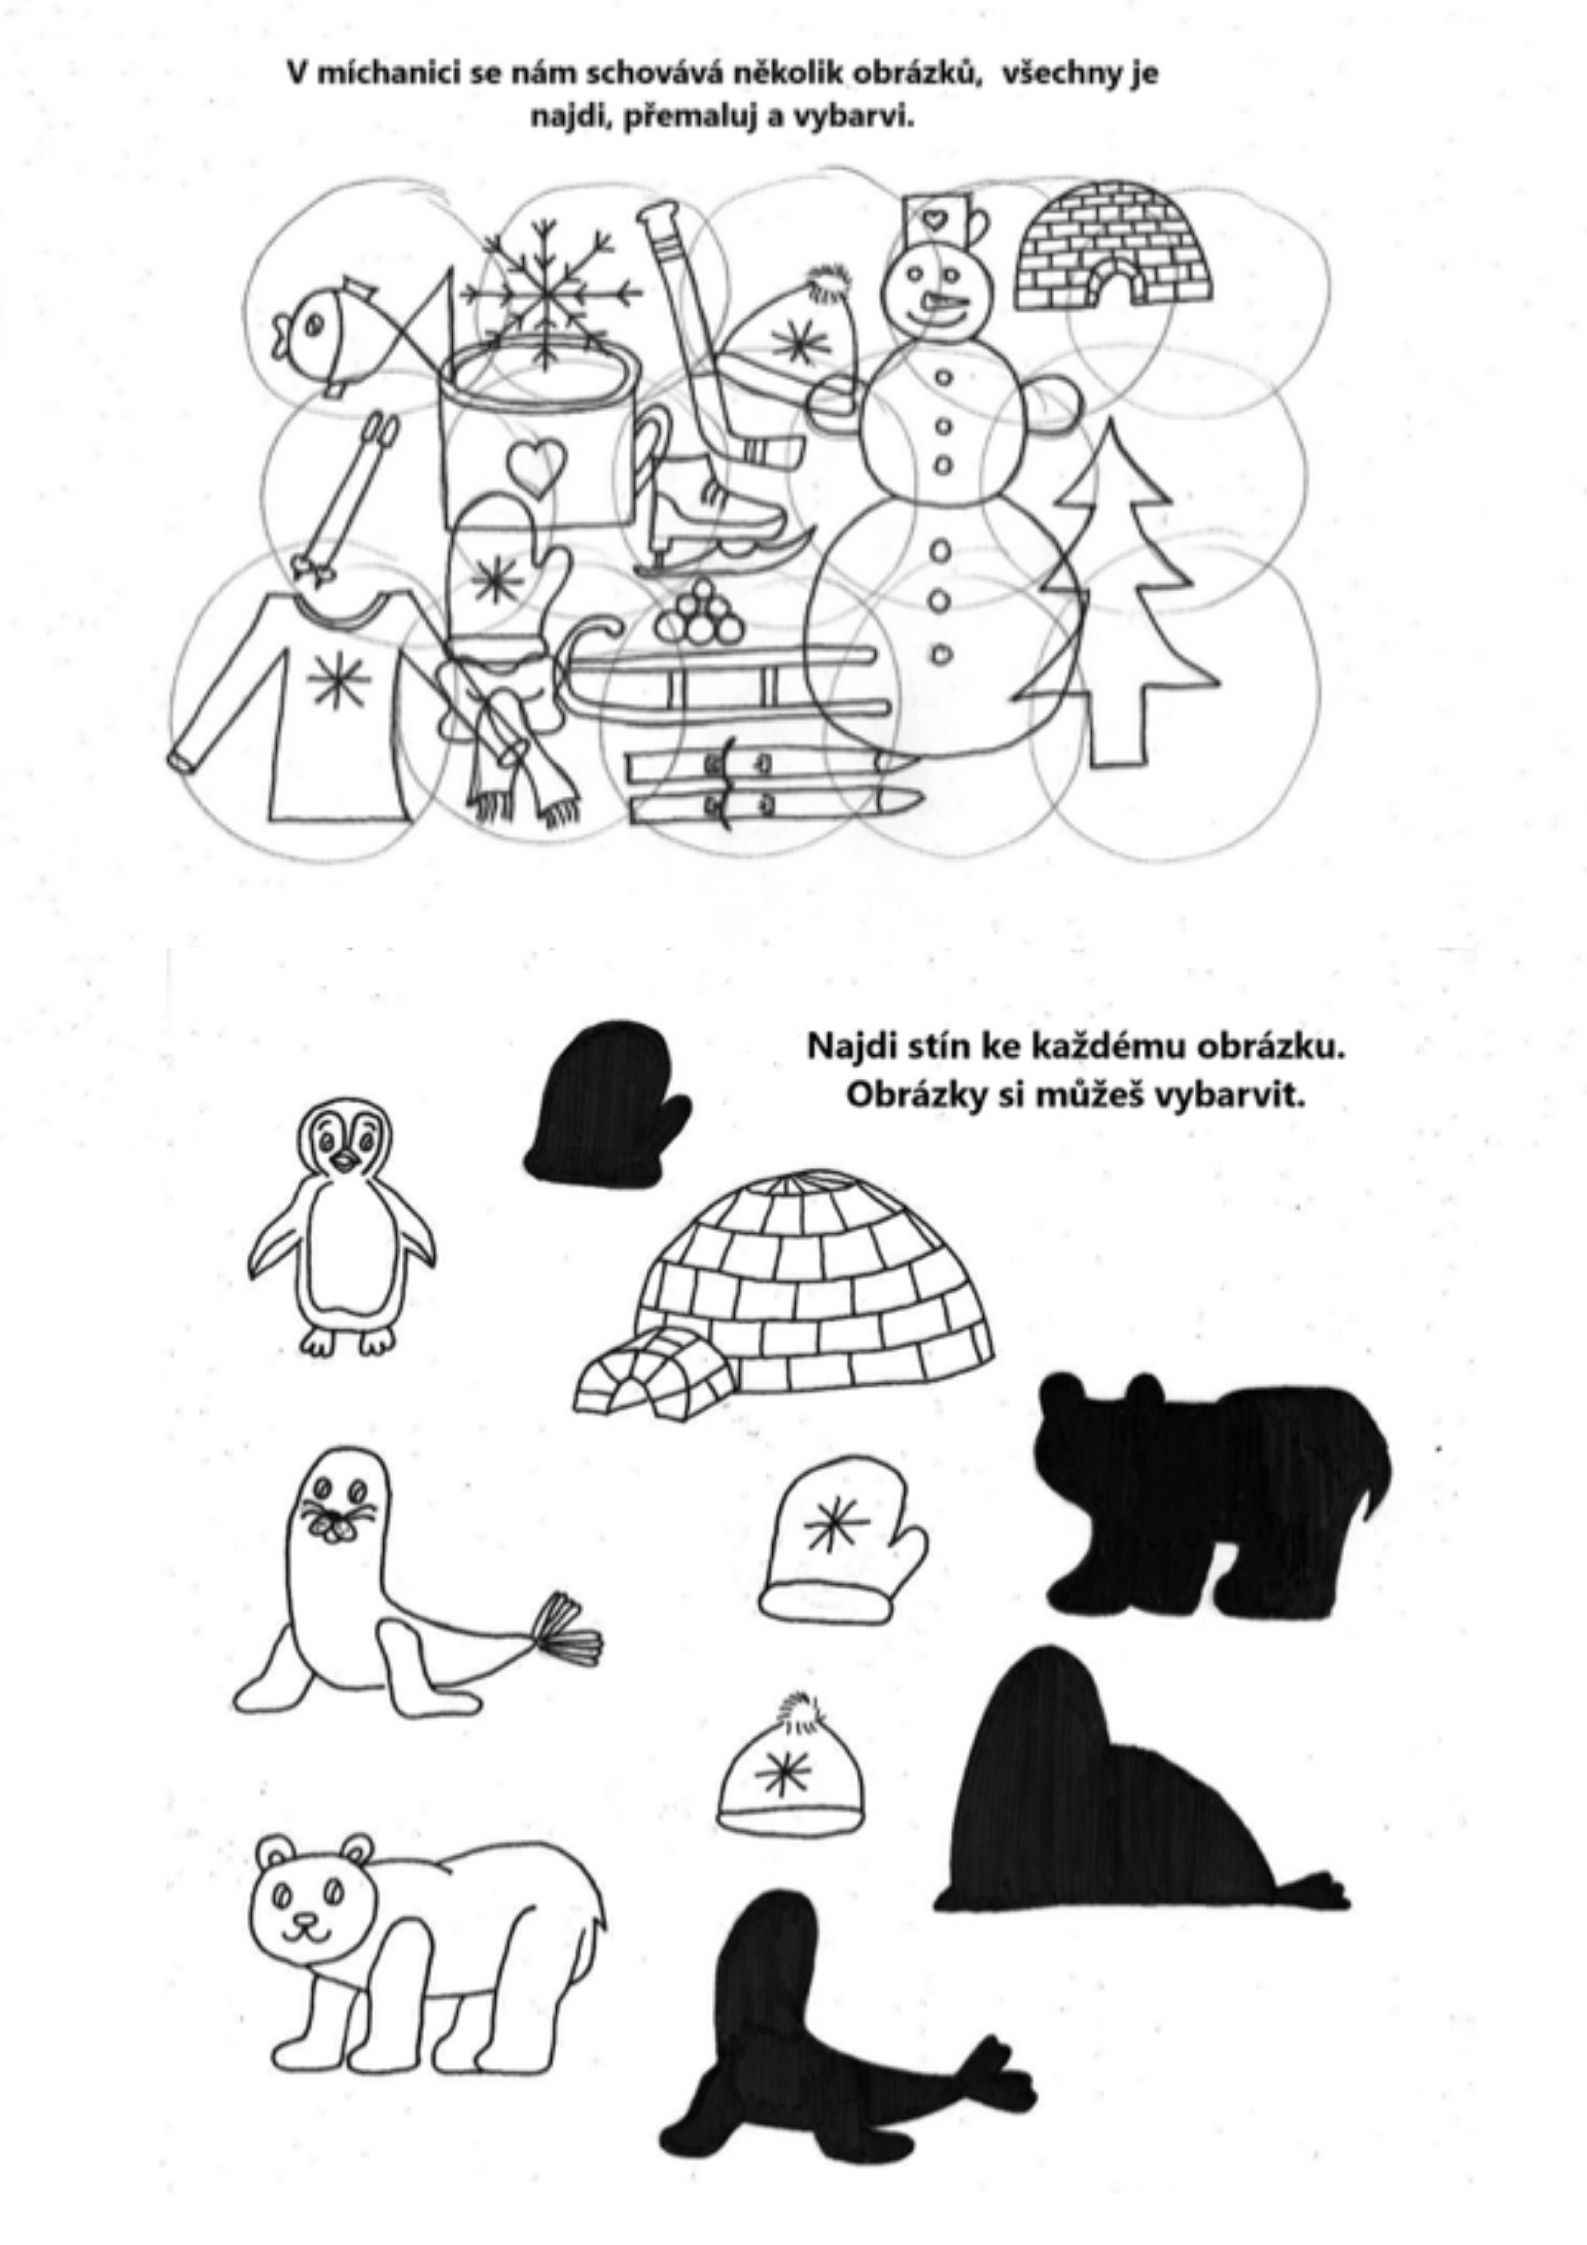 V míchanici se nám schovává několik obrázků, všechny je
najdi, přemaluj a vybarvi.
Najdi stín ke každému obrázku.
Obrázky si můžeš vybarvit.